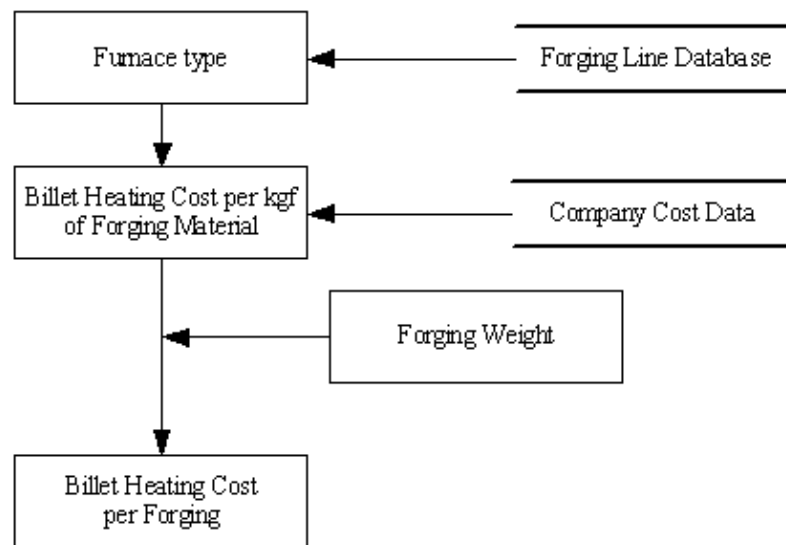 Furnace type
Forging Line Database
Billet Heating Cost per kgf
of Forging Material
Company Cost Data
Forging Weight
Billet Heating Cost
per Forging